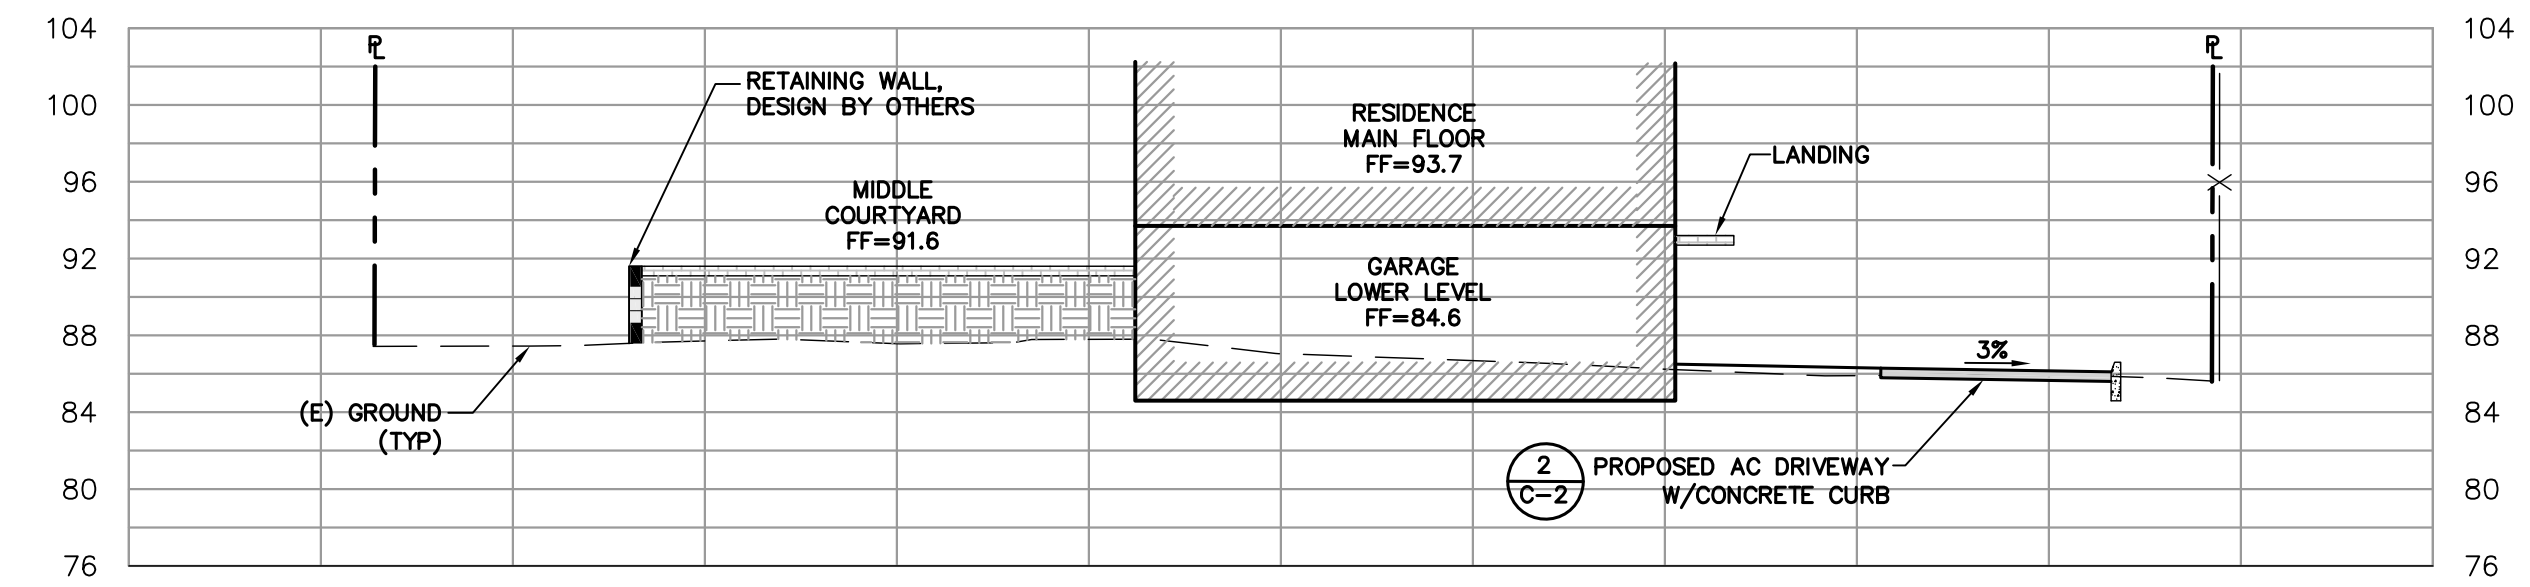 104
100
96
92
88
84
80
76
PL
RETAINING WALL,
DESIGN BY OTHERS
MIDDLE
COURTYARD
FF=91.6
(E) GROUND
(TYP)
RESIDENCE
MAIN FLOOR
FF=93.7
GARAGE
LOWER LEVEL
FF=84.6
LANDING
3%
2
C-2
PROPOSED AC DRIVEWAY
W/CONCRETE CURB
PL
104
100
96
92
88
84
80
76